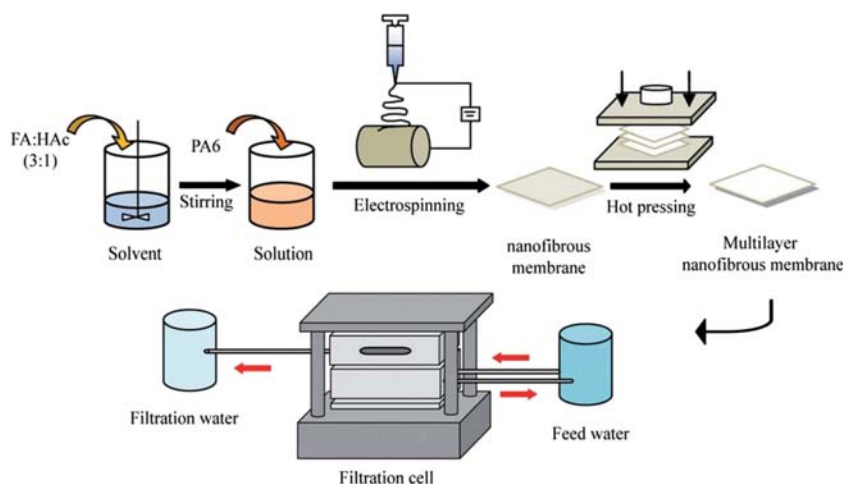 FA:HAc
(3:1)
PA6
Stirring
Electrospinning
Hot pressing
Solvent
Solution
nanofibrous
membrane
Multilayer
nanofibrous membrane
Filtration water
Feed water
Filtration cell